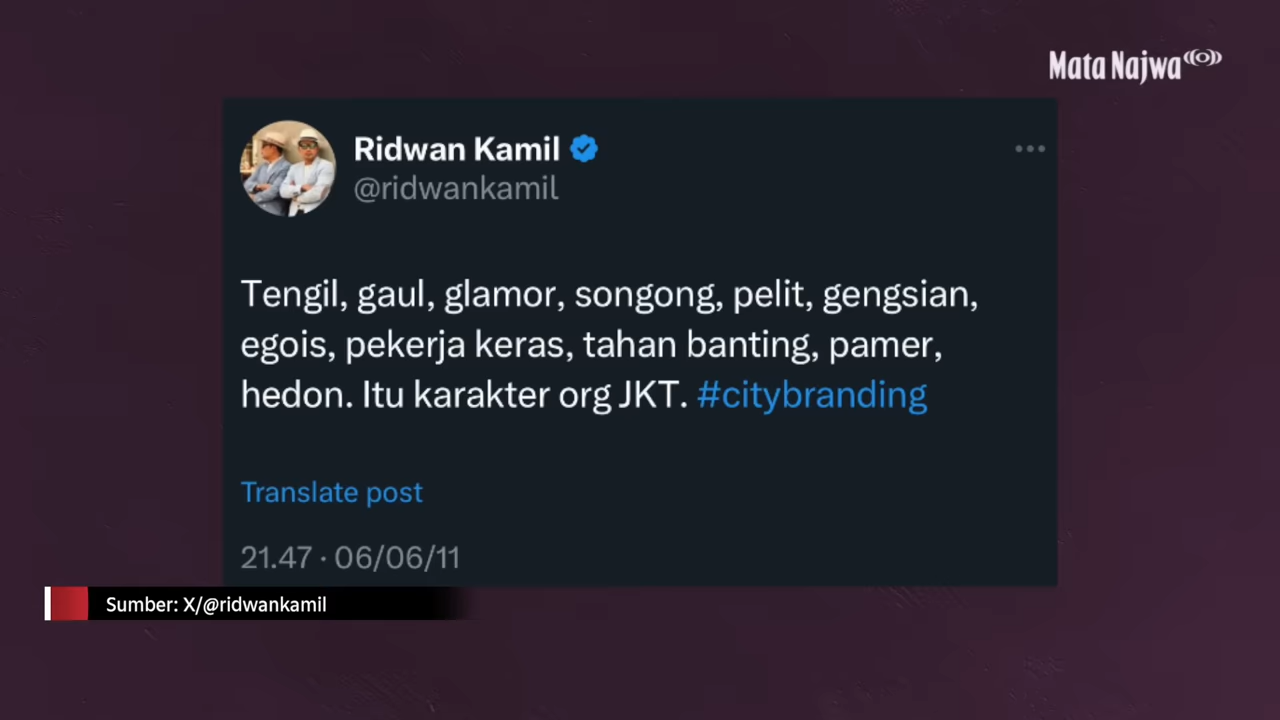 Mata Najwa
Ridwan Kamil
@ridwankamil
Tengil, gaul, glamor, songong, pelit, gengsian,
egois, pekerja keras, tahan banting, pamer,
hedon. Itu karakter org JKT. #citybranding
Translate post
21.47 · 06/06/11
Sumber: X/@ridwankamil